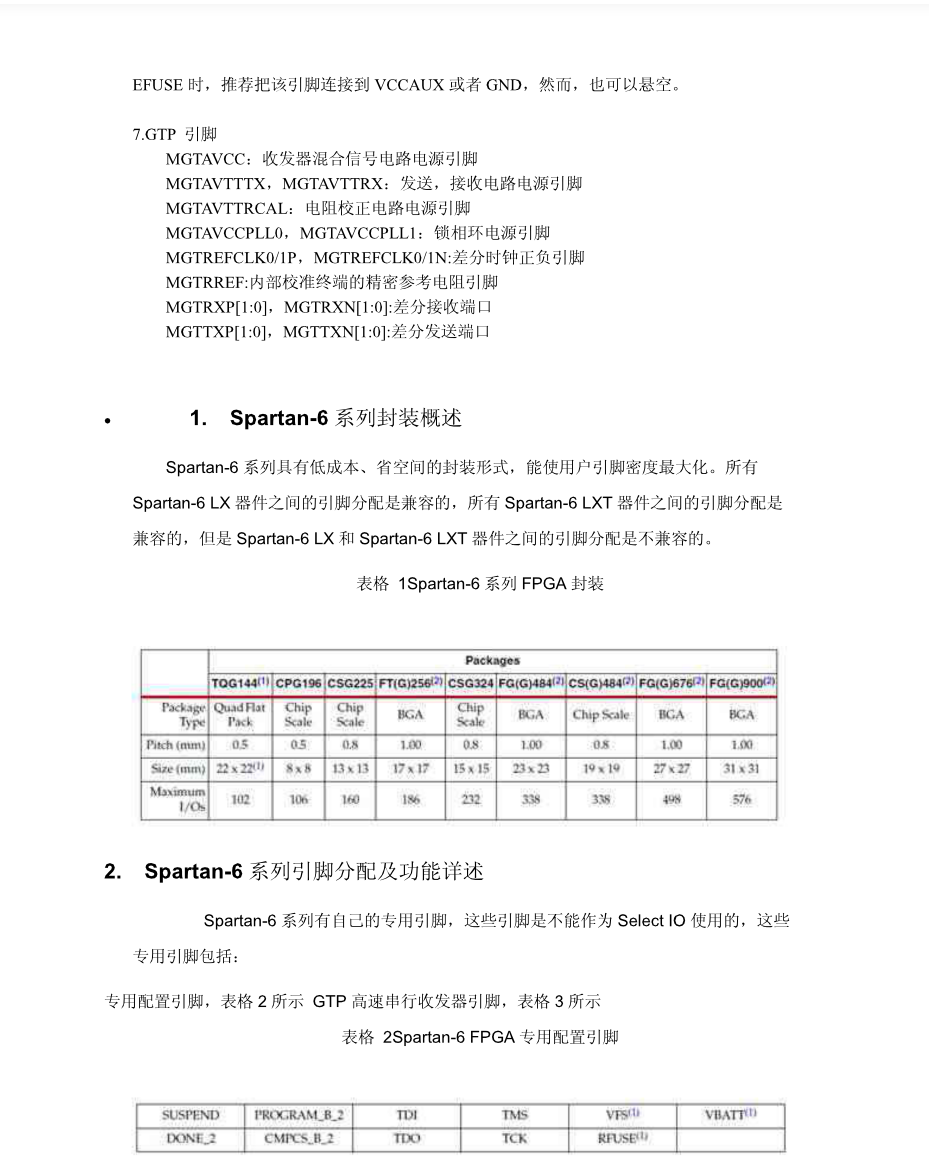 EFUSE 时，推荐把该引脚连接到 VCCAUX 或者 GND，然而，也可以悬空。
7.GTP 引脚
MGTAVCC：收发器混合信号电路电源引脚
MGTAVTTTX，MGTAVTTRX：发送，接收电路电源引脚
MGTAVTTRCAL：电阻校正电路电源引脚
MGTAVCCPLL0，MGTAVCCPLL1：锁相环电源引脚
MGTREFCLK0/1P，MGTREFCLK0/1N:差分时钟正负引脚
MGTRREF:内部校准终端的精密参考电阻引脚
MGTRXP[1:0]，MGTRXN[1:0]:差分接收端口
MGTTXP[1:0]，MGTTXN[1:0]:差分发送端口
• 1. Spartan-6 系列封装概述
Spartan-6 系列具有低成本、省空间的封装形式，能使用户引脚密度最大化。所有
Spartan-6 LX 器件之间的引脚分配是兼容的，所有 Spartan-6 LXT 器件之间的引脚分配是
兼容的，但是 Spartan-6 LX 和 Spartan-6 LXT 器件之间的引脚分配是不兼容的。
表格 1Spartan-6 系列 FPGA 封装
Packages
TQG144(1) CPG196 CSG225 FT(G)256(2) CSG324 FG(G)484(2) CS(G)484(2) FG(G)676(2) FG(G)900(2)
Package Type Quad Flat Pack Chip Scale Chip Scale BGA Chip Scale BGA Chip Scale BGA BGA
Pitch (mm) 0.5 0.5 0.8 1.00 0.8 1.00 0.8 1.00 1.00
Size (mm) 22 x 22(1) 8 x 8 13 x 13 17 x 17 15 x 15 23 x 23 19 x 19 27 x 27 31 x 31
Maximum I/Os 102 106 160 186 232 338 338 498 576
2. Spartan-6 系列引脚分配及功能详述
Spartan-6 系列有自己的专用引脚，这些引脚是不能作为 Select IO 使用的，这些
专用引脚包括：
专用配置引脚，表格 2 所示 GTP 高速串行收发器引脚，表格 3 所示
表格 2Spartan-6 FPGA 专用配置引脚
SUSPEND PROGRAM_B_2 TDI TMS VFS(1) VBATT(1)
DONE_2 CMPCS_B_2 TDO TCK RFUSE(1)